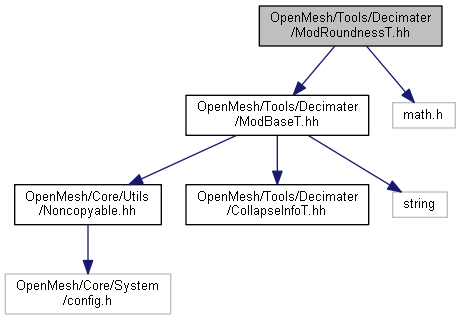 OpenMesh/Tools/Decimater
/ModRoundnessT.hh
OpenMesh/Tools/Decimater
/ModBaseT.hh
math.h
OpenMesh/Core/Utils
/Noncopyable.hh
OpenMesh/Tools/Decimater
/CollapseInfoT.hh
string
OpenMesh/Core/System
/config.h